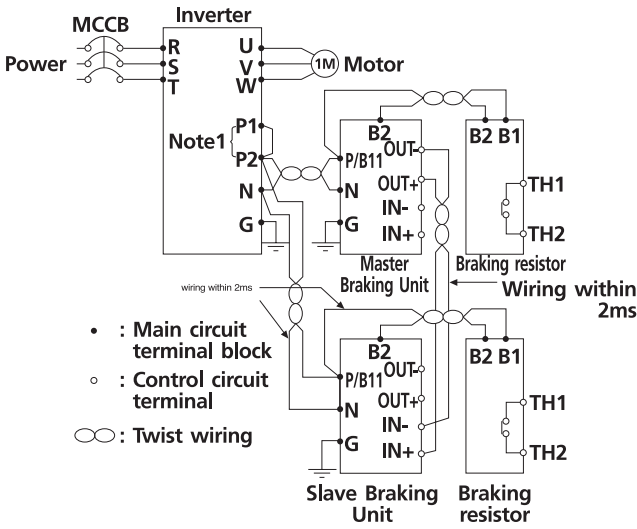 Inverter
MCCB
Power
R
S
T
U
V
W
1M
Motor
P1
Note1
P2
N
G
B2
OUT-
P/B11
OUT+
N
IN-
G
IN+
Master
Braking Unit
B2 B1
TH1
TH2
Braking resistor
Wiring within
2ms
wiring within 2ms
• : Main circuit
terminal block
○ : Control circuit
terminal
: Twist wiring
B2
OUT-
P/B11
OUT+
N
IN-
G
IN+
Slave Braking
Unit
B2 B1
TH1
TH2
Braking
resistor